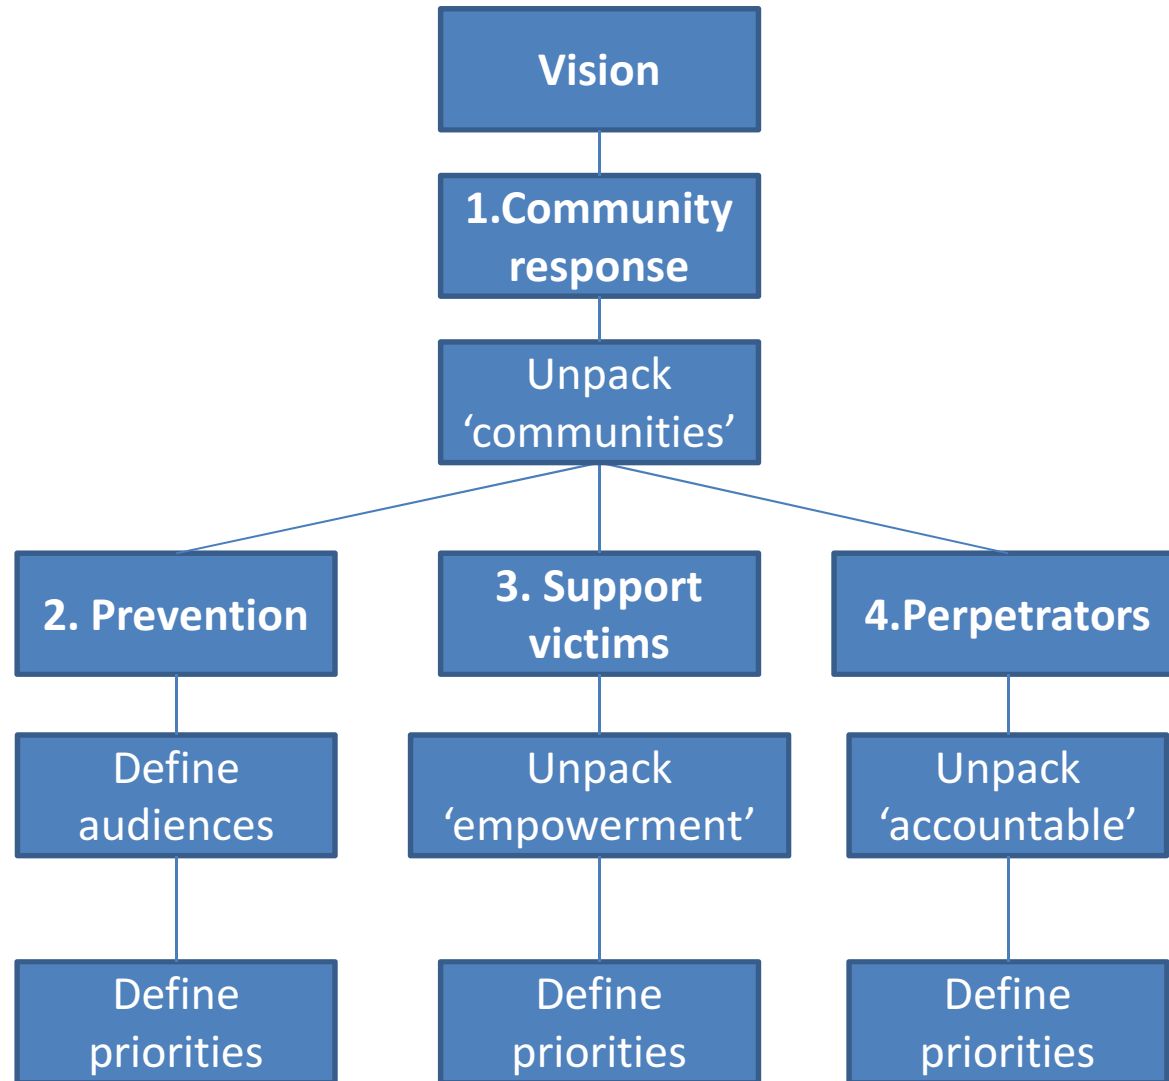 Vision
1.Community
response
Unpack
‘communities’
2. Prevention
3. Support
victims
4.Perpetrators
Define
audiences
Unpack
‘empowerment’
Unpack
‘accountable’
Define
priorities
Define
priorities
Define
priorities